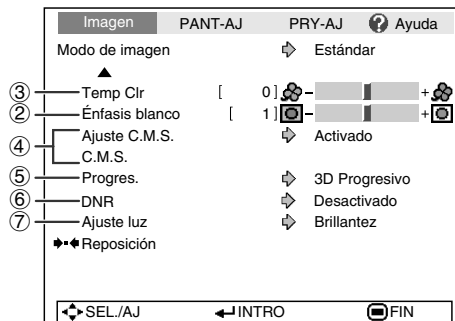 Imagen PANT-AJ PRY-AJ ? Ayuda
Modo de imagen Estándar
③ Temp Clr [ 0] - +
② Énfasis blanco [ 1] - +
④ Ajuste C.M.S. Activado
C.M.S.
⑤ Progres. 3D Progresivo
⑥ DNR Desactivado
⑦ Ajuste luz Brillantez
Reposición
SEL./AJ INTRO FIN